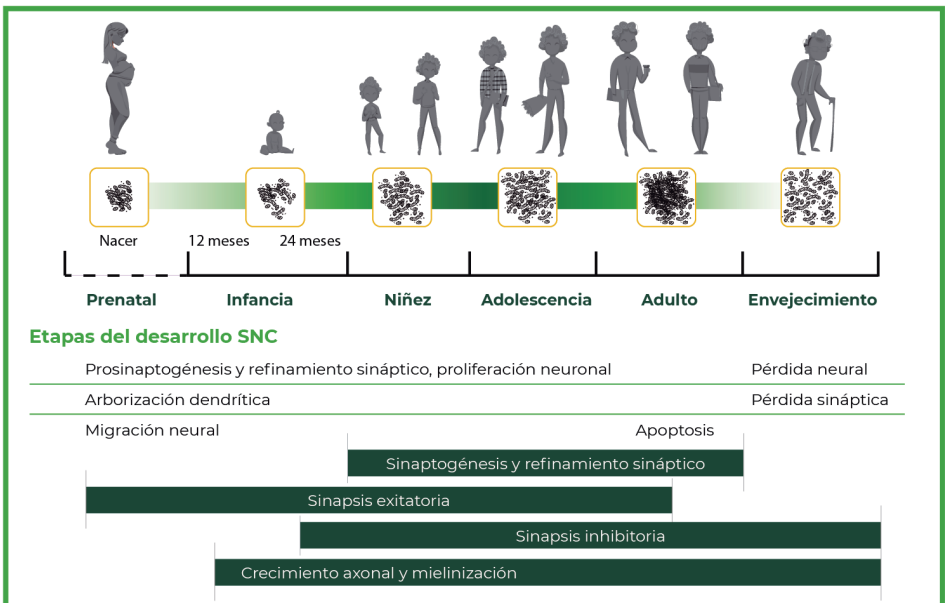 Nacer 12 meses 24 meses
Prenatal Infancia Niñez Adolescencia Adulto Envejecimiento
Etapas del desarrollo SNC
Prosinaptogénesis y refinamiento sináptico, proliferación neuronal Pérdida neural
Arborización dendrítica Pérdida sináptica
Migración neural Apoptosis
Sinaptogénesis y refinamiento sináptico
Sinapsis exitatoria
Sinapsis inhibitoria
Crecimiento axonal y mielinización